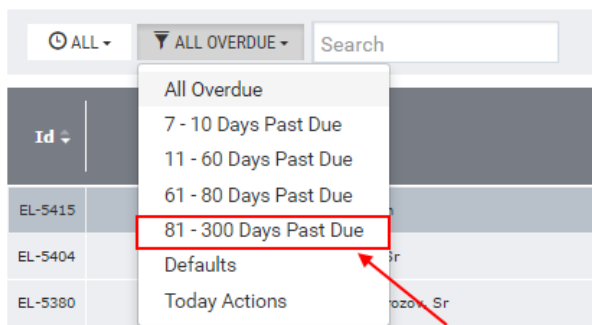 ALL
ALL OVERDUE
Search
All Overdue
7 - 10 Days Past Due
Id
11 - 60 Days Past Due
61 - 80 Days Past Due
EL-5415
81 - 300 Days Past Due
EL-5404
Defaults
Sr
EL-5380
Today Actions
rozov, Sr